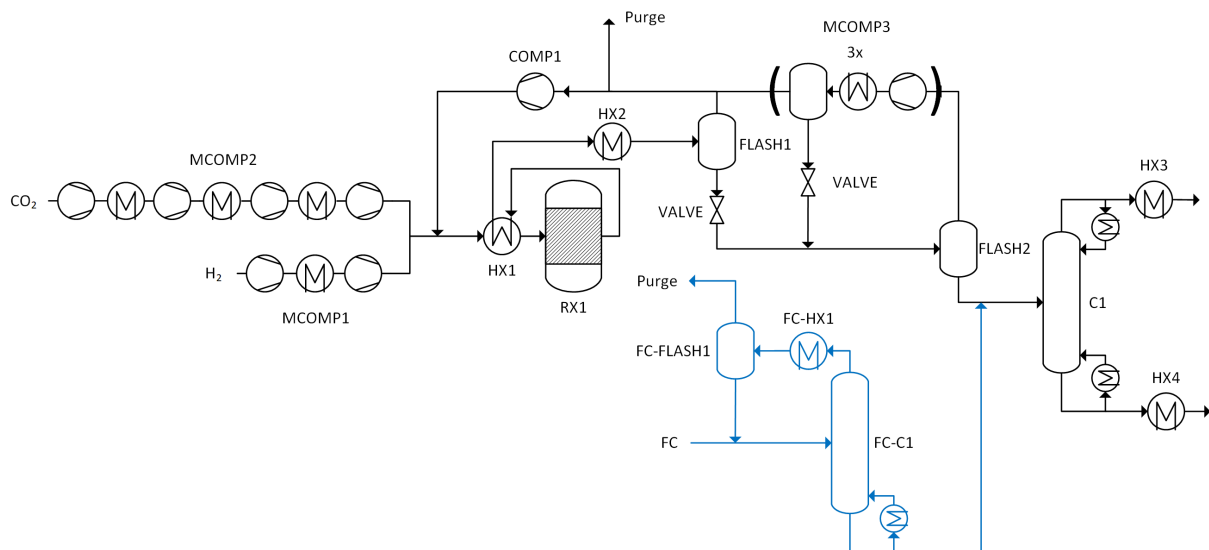 Purge
MCOMP3
3x
COMP1
HX2
FLASH1
MCOMP2
CO₂
VALVE
VALVE
HX3
H₂
MCOMP1
HX1
RX1
FLASH2
C1
Purge
FC-HX1
FC-FLASH1
HX4
FC
FC-C1